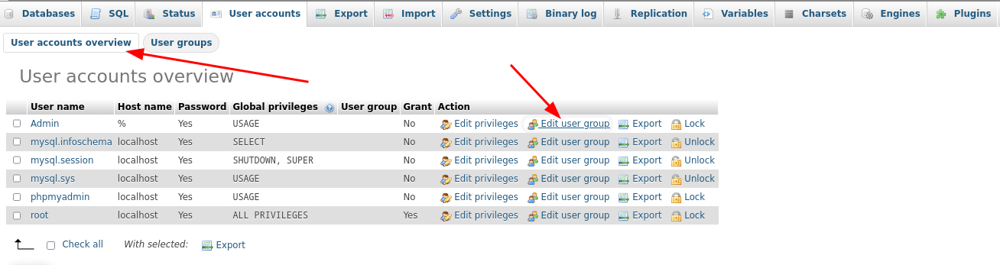 Databases SQL Status User accounts Export Import Settings Binary log Replication Variables Charsets Engines Plugins
User accounts overview User groups
User accounts overview
User name Host name Password Global privileges User group Grant Action
Admin % Yes USAGE No Edit privileges Edit user group Export Lock
mysql.infoschema localhost Yes SELECT No Edit privileges Edit user group Export Unlock
mysql.session localhost Yes SHUTDOWN, SUPER No Edit privileges Edit user group Export Unlock
mysql.sys localhost Yes USAGE No Edit privileges Edit user group Export Unlock
phpmyadmin localhost Yes USAGE No Edit privileges Edit user group Export Lock
root localhost Yes ALL PRIVILEGES Yes Edit privileges Edit user group Export Lock
Check all With selected: Export